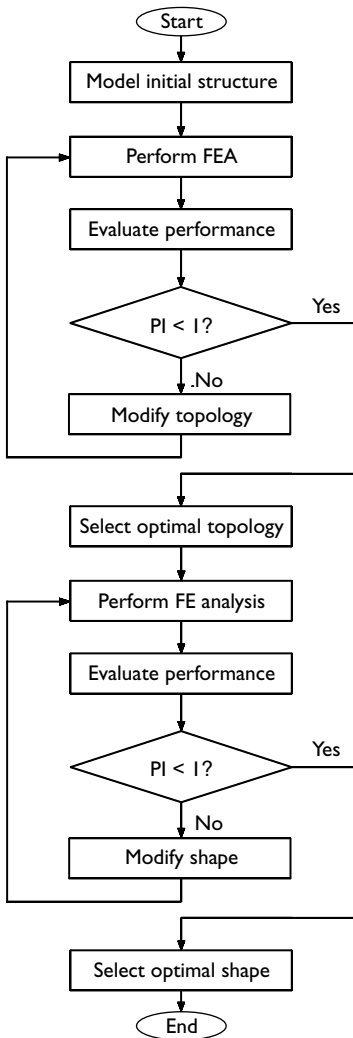 Start
Model initial structure
Perform FEA
Evaluate performance
PI < 1?
Yes
.No
Modify topology
Select optimal topology
Perform FE analysis
Evaluate performance
PI < 1?
Yes
No
Modify shape
Select optimal shape
End